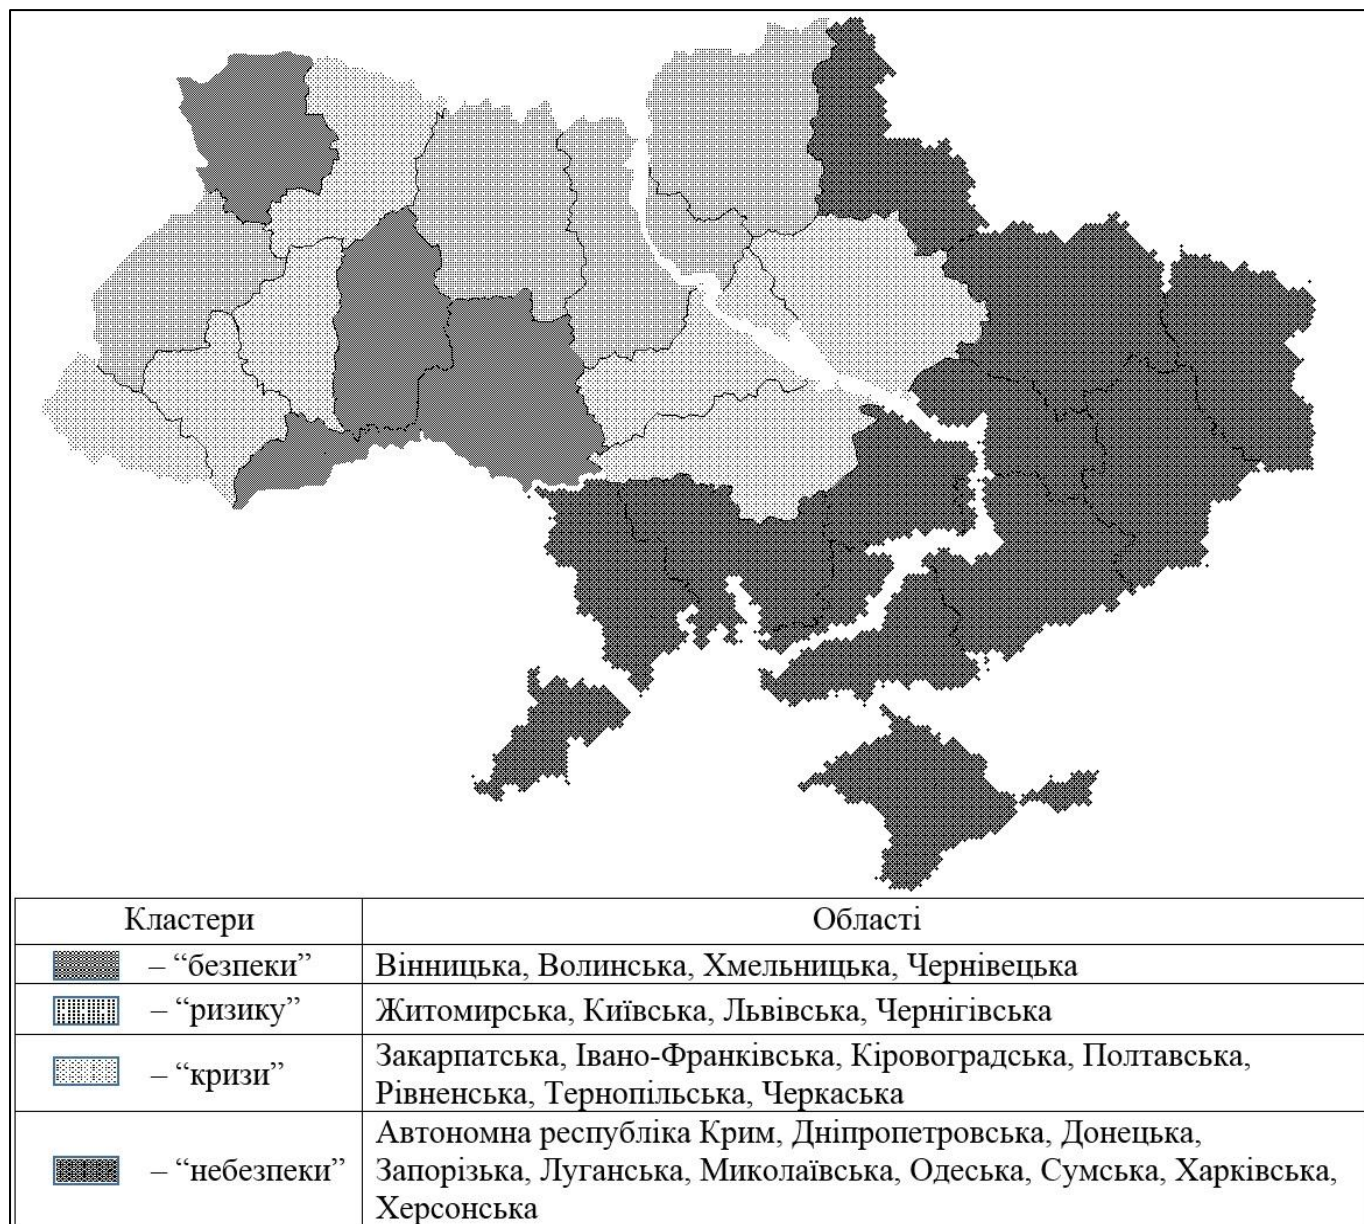 Кластери
Області
– “безпеки”
Вінницька, Волинська, Хмельницька, Чернівецька
– “ризику”
Житомирська, Київська, Львівська, Чернігівська
– “кризи”
Закарпатська, Івано-Франківська, Кіровоградська, Полтавська,
Рівненська, Тернопільська, Черкаська
– “небезпеки”
Автономна республіка Крим, Дніпропетровська, Донецька,
Запорізька, Луганська, Миколаївська, Одеська, Сумська, Харківська,
Херсонська